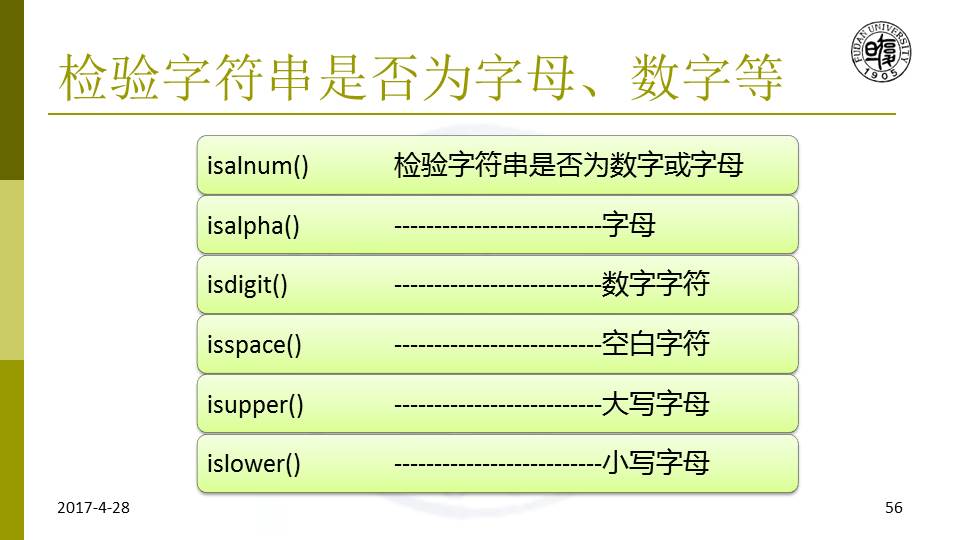 检验字符串是否为字母、数字等
FUDAN UNIVERSITY
1905
isalnum() 检验字符串是否为数字或字母
isalpha() --------------------------字母
isdigit() --------------------------数字字符
isspace() --------------------------空白字符
isupper() --------------------------大写字母
islower() --------------------------小写字母
2017-4-28
56